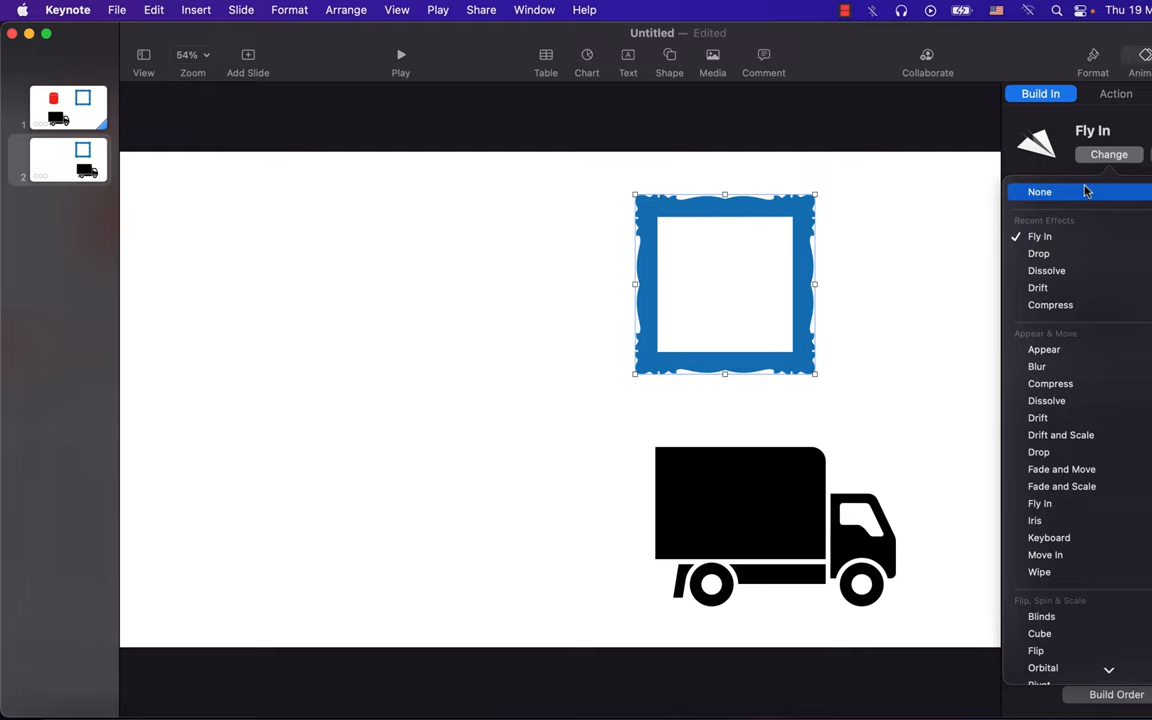 Keynote File Edit Insert Slide Format Arrange View Play Share Window Help Thu 19 M
Untitled — Edited
54%
View Zoom Add Slide Play Table Chart Text Shape Media Comment Collaborate Format Anim
Build In Action
1
2
Fly In
Change
None
Recent Effects
Fly In
Drop
Dissolve
Drift
Compress
Appear & Move
Appear
Blur
Compress
Dissolve
Drift
Drift and Scale
Drop
Fade and Move
Fade and Scale
Fly In
Iris
Keyboard
Move In
Wipe
Flip, Spin & Scale
Blinds
Cube
Flip
Orbital
Build Order